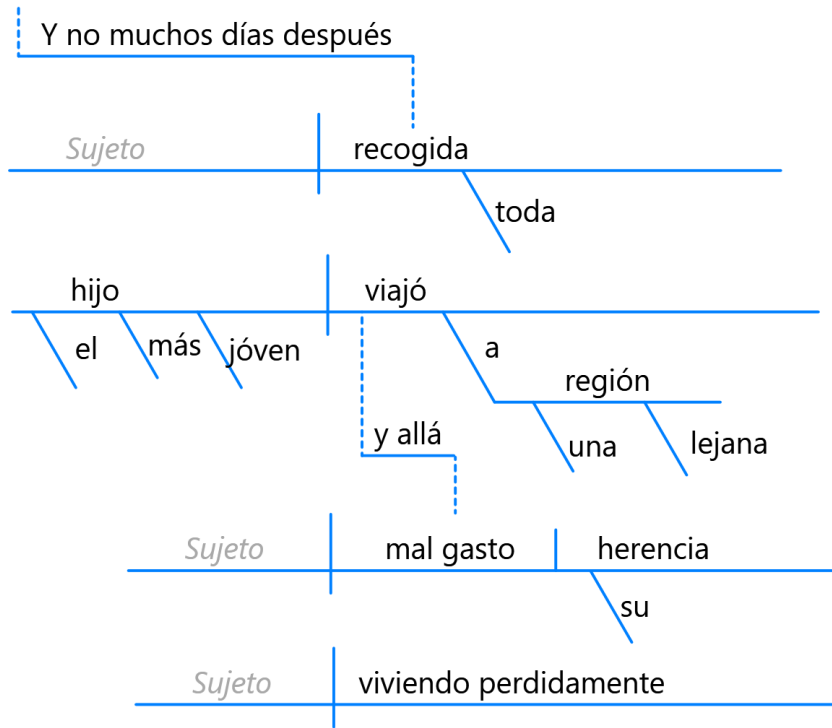 Y no muchos días después
Sujeto recogida
toda
hijo viajó
el más jóven a
región
una lejana
y allá
Sujeto mal gasto herencia
su
Sujeto viviendo perdidamente